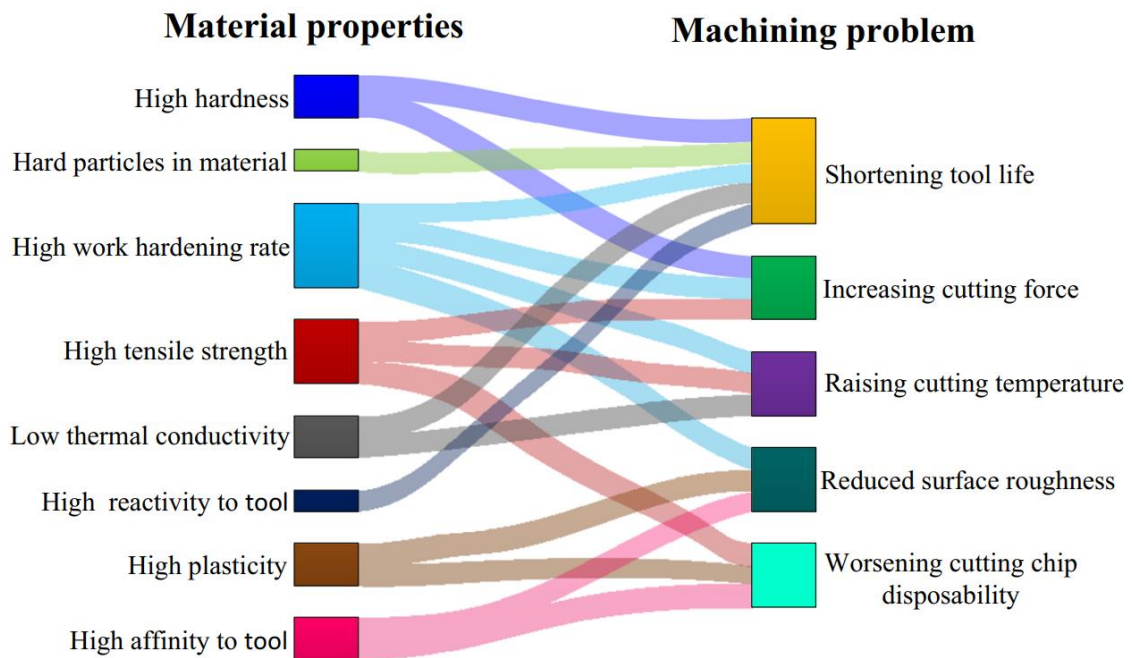 Material properties
Machining problem
High hardness
Hard particles in material
High work hardening rate
High tensile strength
Low thermal conductivity
High reactivity to tool
High plasticity
High affinity to tool
Shortening tool life
Increasing cutting force
Raising cutting temperature
Reduced surface roughness
Worsening cutting chip
disposability